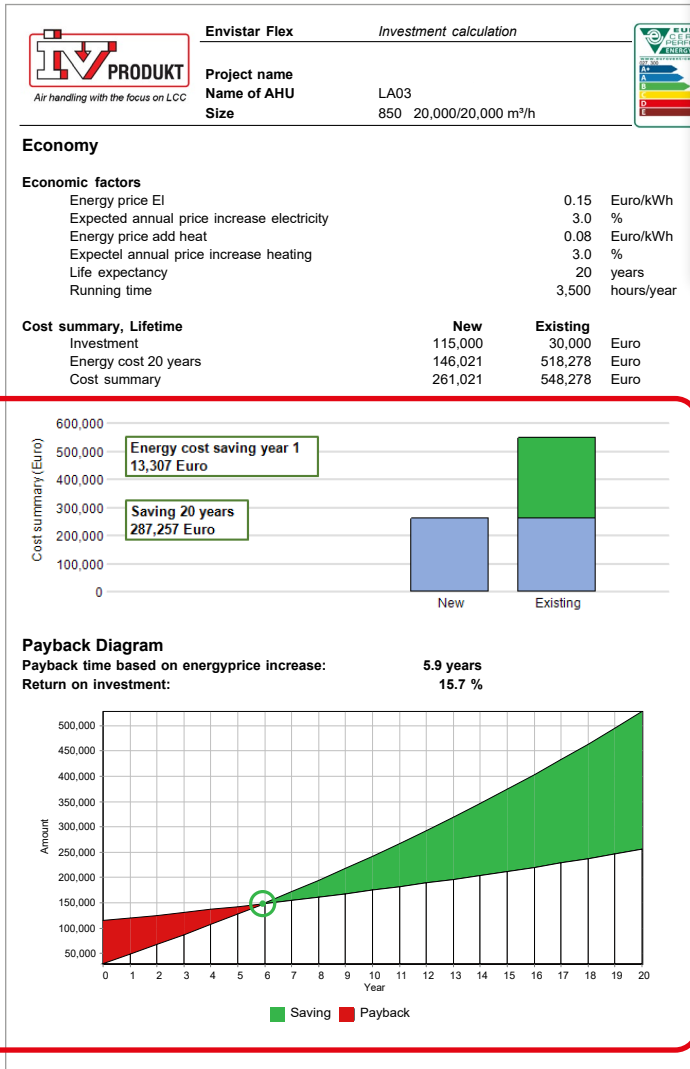 Envistar Flex Investment calculation
IV PRODUKT
Air handling with the focus on LCC
Project name
Name of AHU LA03
Size 850 20,000/20,000 m³/h
A+
A
B
C
D
E
Economy
Economic factors
Energy price El 0.15 Euro/kWh
Expected annual price increase electricity 3.0 %
Energy price add heat 0.08 Euro/kWh
Expectel annual price increase heating 3.0 %
Life expectancy 20 years
Running time 3,500 hours/year
Cost summary, Lifetime New Existing
Investment 115,000 30,000 Euro
Energy cost 20 years 146,021 518,278 Euro
Cost summary 261,021 548,278 Euro
Cost summary (Euro)
600,000
500,000
400,000
300,000
200,000
100,000
0
Energy cost saving year 1
13,307 Euro
Saving 20 years
287,257 Euro
New Existing
Payback Diagram
Payback time based on energyprice increase: 5.9 years
Return on investment: 15.7 %
Amount
500,000
450,000
400,000
350,000
300,000
250,000
200,000
150,000
100,000
50,000
0 1 2 3 4 5 6 7 8 9 10 11 12 13 14 15 16 17 18 19 20
Year
Saving Payback